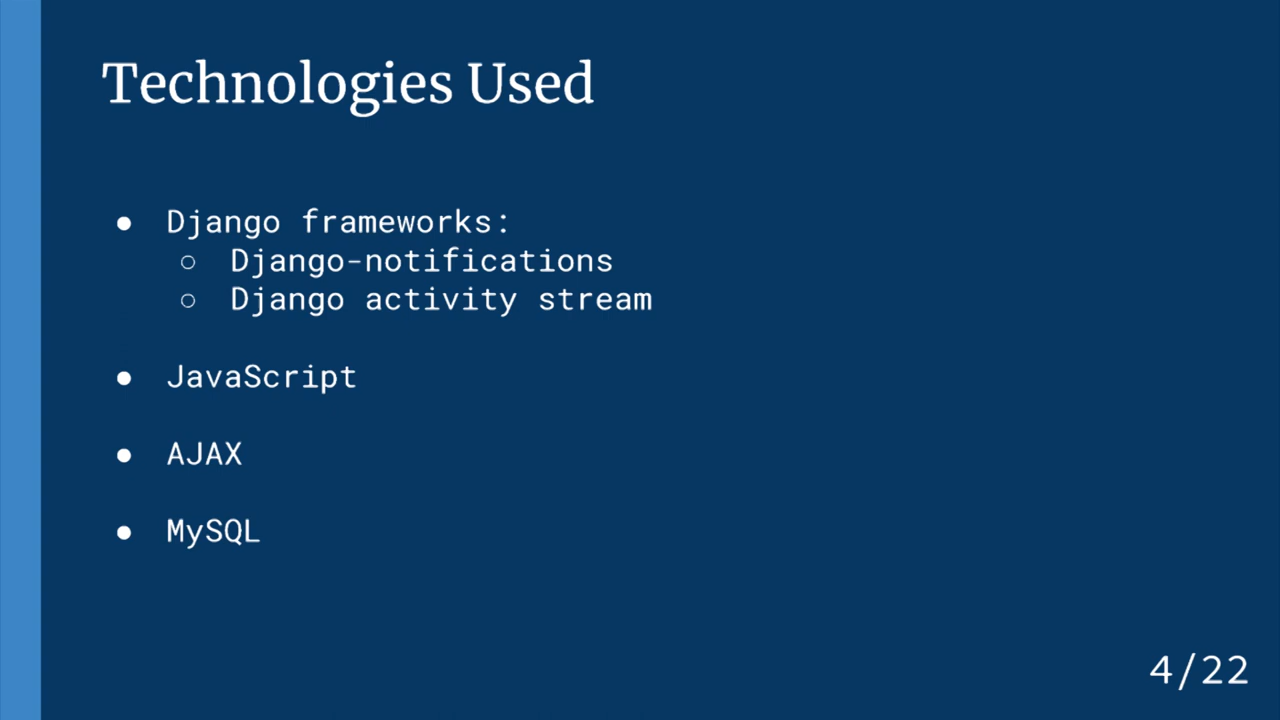 Technologies Used
● Django frameworks:
○ Django-notifications
○ Django activity stream
● JavaScript
● AJAX
● MySQL
4/22